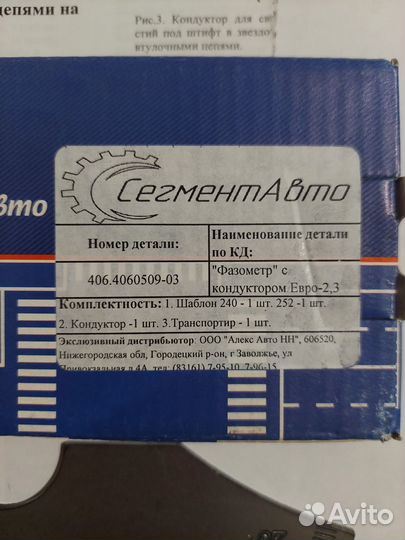 цепями на
Рис.3. Кондуктор для св
стий под штифт в звездо
втулочными цепями.
СегментАвто
вто
Номер детали:
Наименование детали
по КД:
406.4060509-03
"Фазометр" с
кондуктором Евро-2,3
Комплектность: 1. Шаблон 240 - 1 шт. 252 -1 шт.
2. Кондуктор -1 шт. 3.Транспортир - 1 шт.
Эксклюзивный дистрибьютор: ООО "Алекс Авто НН", 606520,
Нижегородская обл, Городецкий р-он, г Заволжье, ул
Привокзальная д.4А, тел: (83161) 7-95-10, 7-96-15
Avito